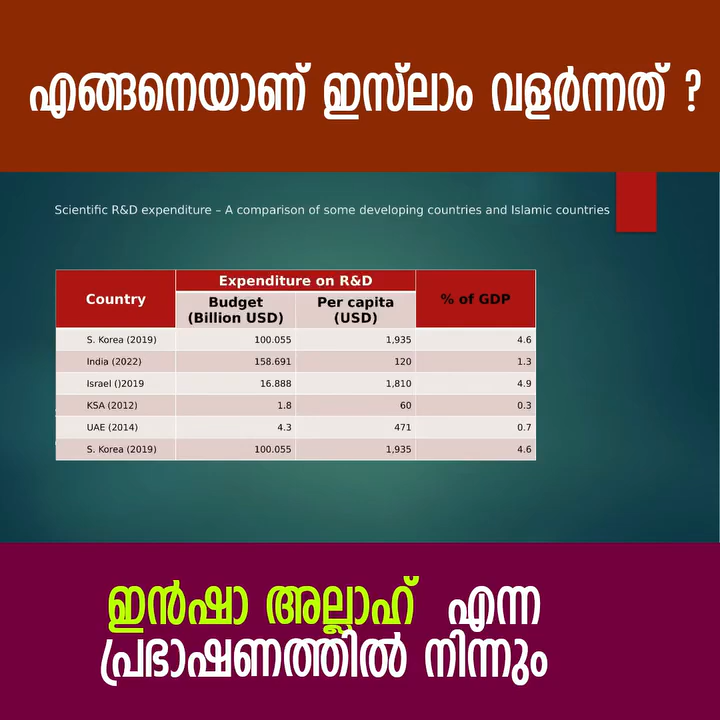 എങ്ങനെയാണ് ഇസ്‌ലാം വളർന്നത് ?
Scientific R&D expenditure – A comparison of some developing countries and Islamic countries
Country Expenditure on R&D % of GDP
Budget (Billion USD) Per capita (USD)
S. Korea (2019) 100.055 1,935 4.6
India (2022) 158.691 120 1.3
Israel ()2019 16.888 1,810 4.9
KSA (2012) 1.8 60 0.3
UAE (2014) 4.3 471 0.7
S. Korea (2019) 100.055 1,935 4.6
ഇൻഷാ അല്ലാഹ് എന്ന
പ്രഭാഷണത്തിൽ നിന്നും